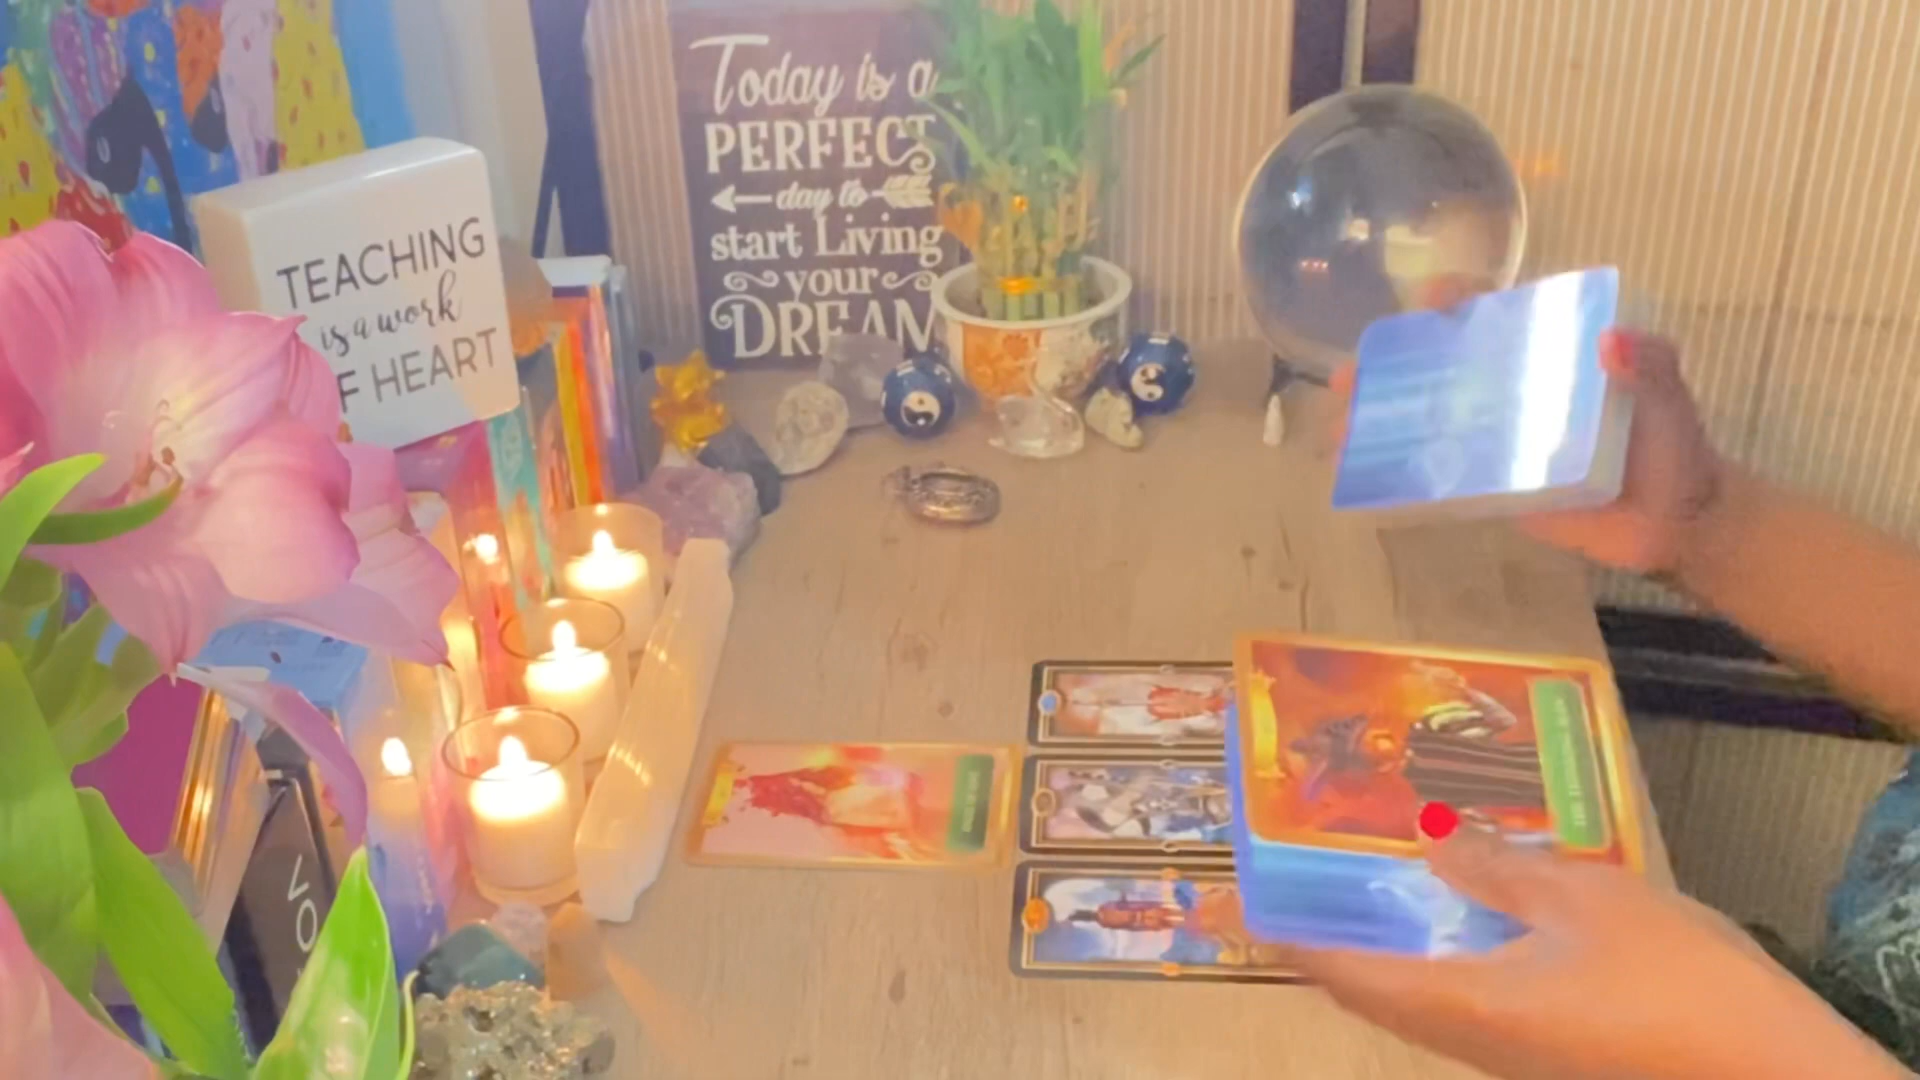 Today is a
PERFECT
day to
start Living
your
DREAM
TEACHING
is a work
OF HEART